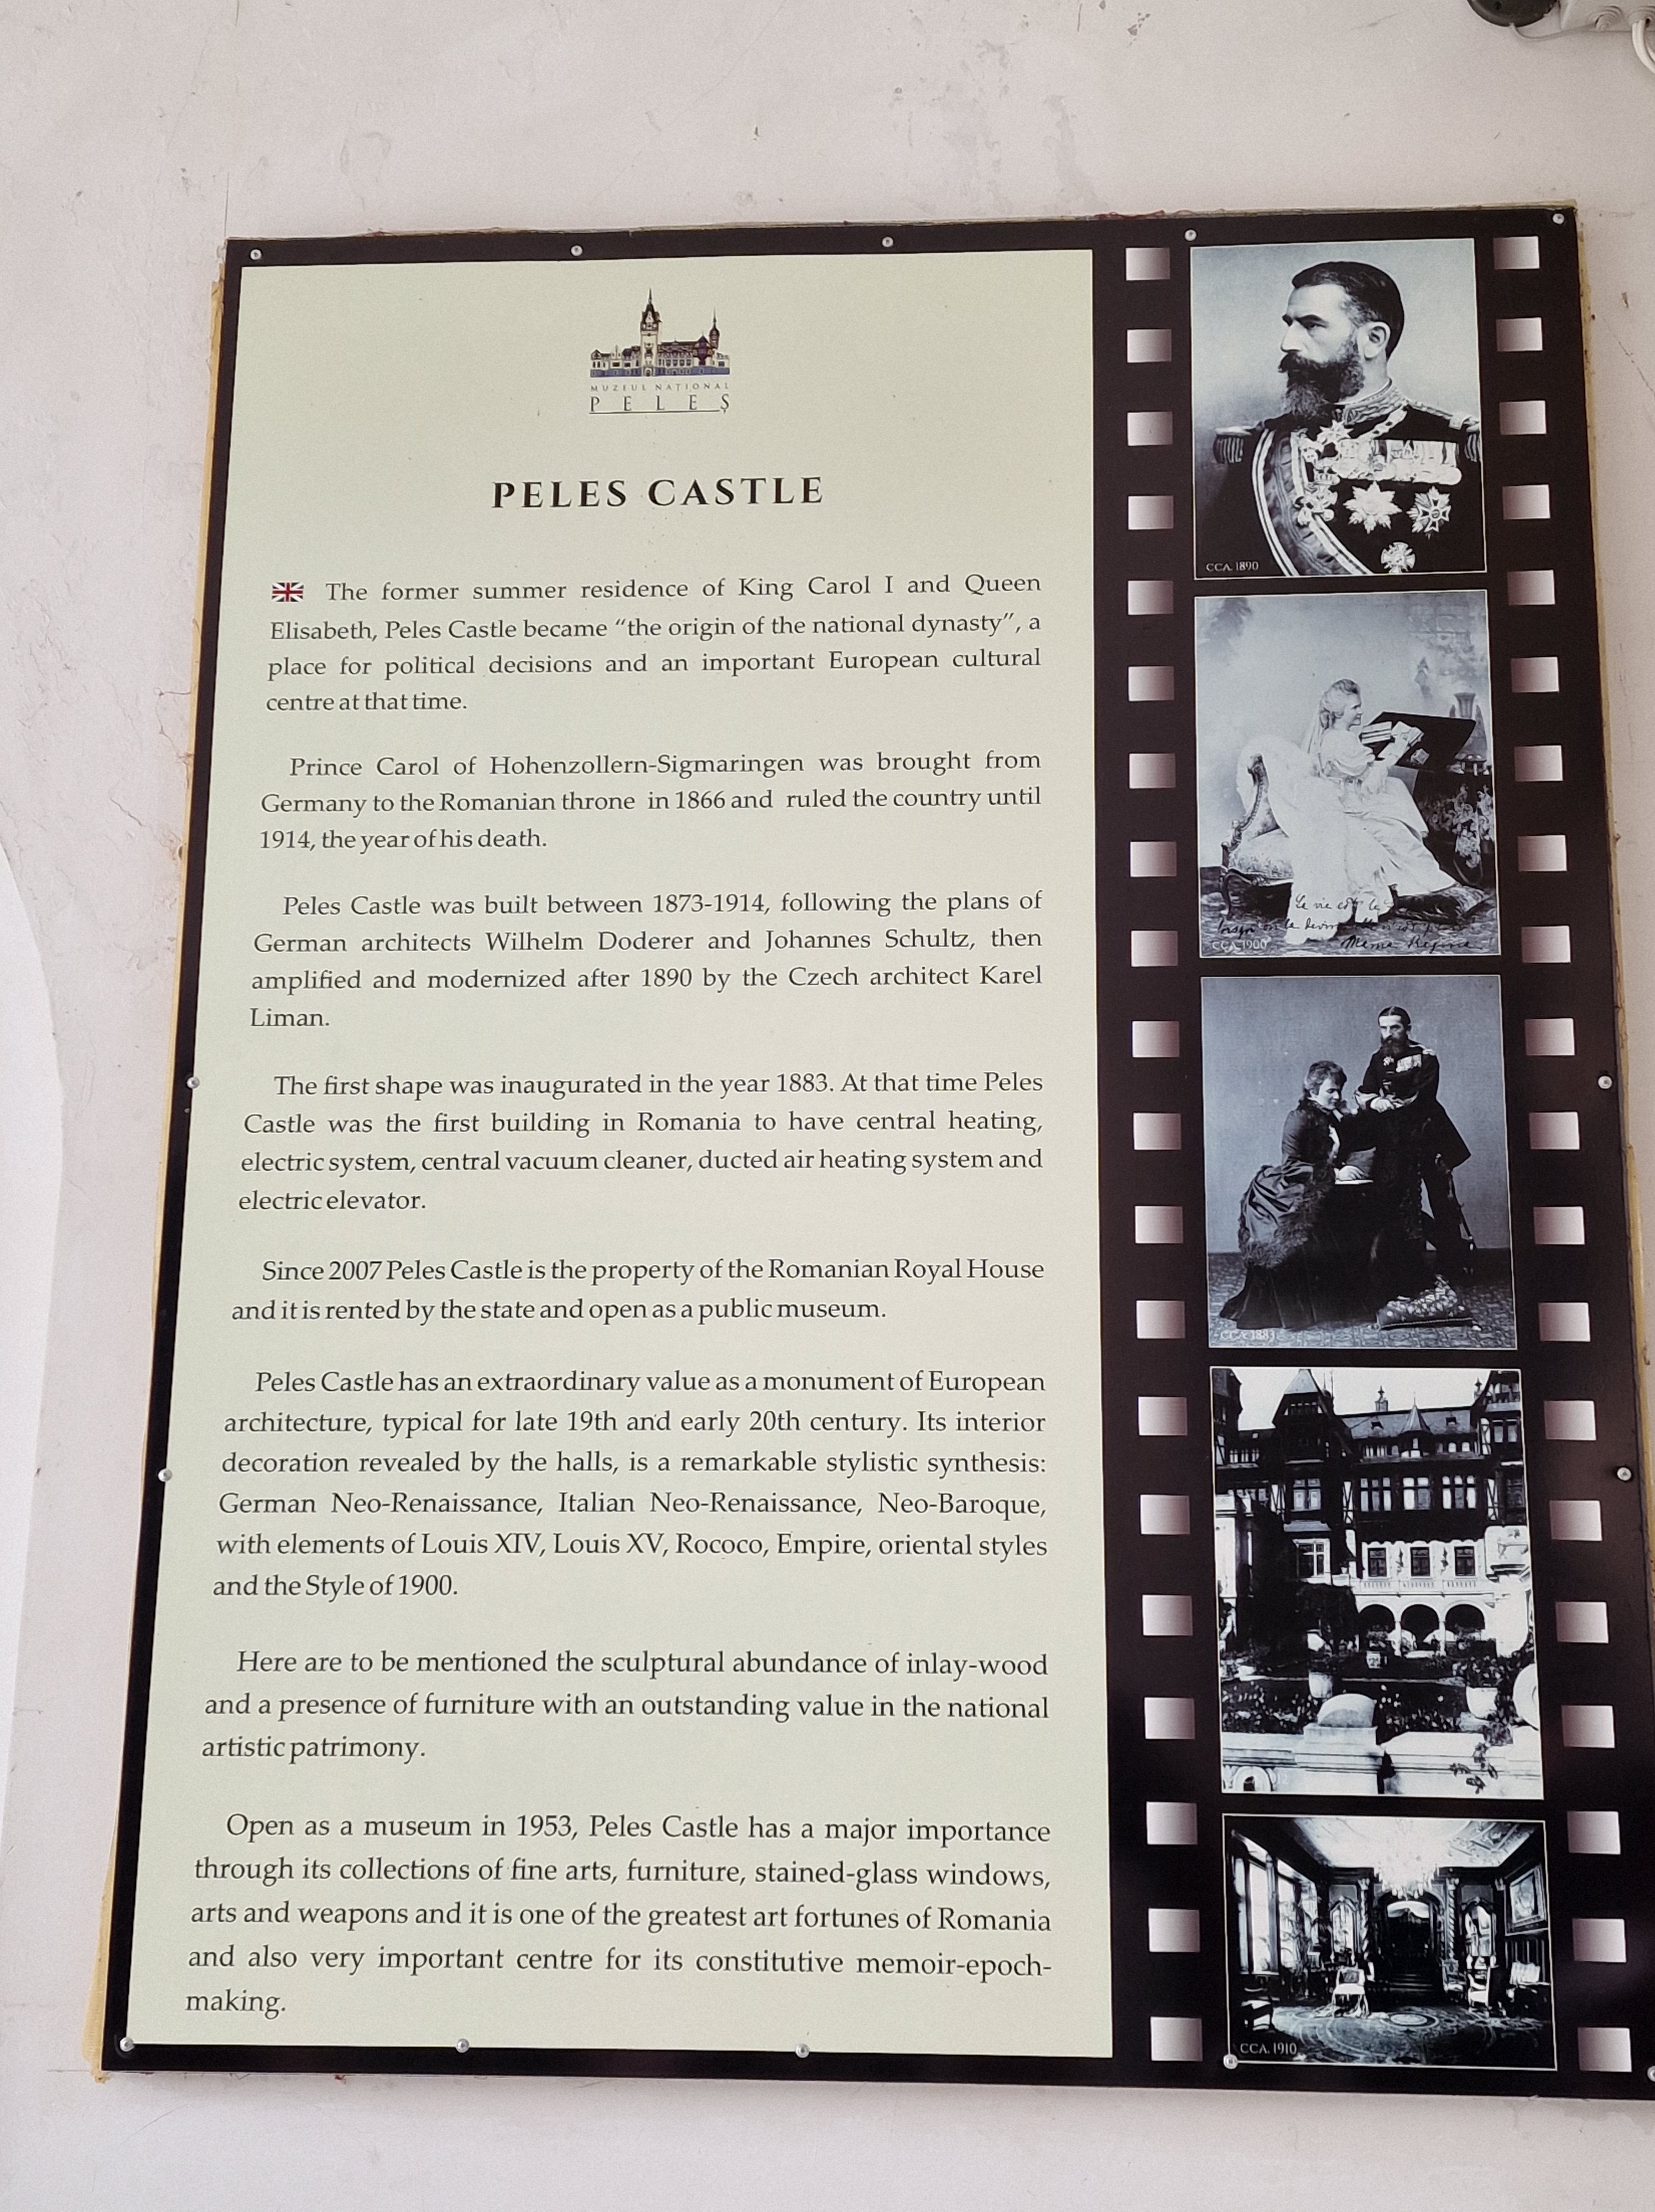 MUZEUL NAȚIONAL
PELEȘ
PELES CASTLE
The former summer residence of King Carol I and Queen
Elisabeth, Peles Castle became “the origin of the national dynasty”, a
place for political decisions and an important European cultural
centre at that time.
Prince Carol of Hohenzollern-Sigmaringen was brought from
Germany to the Romanian throne in 1866 and ruled the country until
1914, the year of his death.
Peles Castle was built between 1873-1914, following the plans of
German architects Wilhelm Doderer and Johannes Schultz, then
amplified and modernized after 1890 by the Czech architect Karel
Liman.
The first shape was inaugurated in the year 1883. At that time Peles
Castle was the first building in Romania to have central heating,
electric system, central vacuum cleaner, ducted air heating system and
electric elevator.
Since 2007 Peles Castle is the property of the Romanian Royal House
and it is rented by the state and open as a public museum.
Peles Castle has an extraordinary value as a monument of European
architecture, typical for late 19th and early 20th century. Its interior
decoration revealed by the halls, is a remarkable stylistic synthesis:
German Neo-Renaissance, Italian Neo-Renaissance, Neo-Baroque,
with elements of Louis XIV, Louis XV, Rococo, Empire, oriental styles
and the Style of 1900.
Here are to be mentioned the sculptural abundance of inlay-wood
and a presence of furniture with an outstanding value in the national
artistic patrimony.
Open as a museum in 1953, Peles Castle has a major importance
through its collections of fine arts, furniture, stained-glass windows,
arts and weapons and it is one of the greatest art fortunes of Romania
and also very important centre for its constitutive memoir-epoch-
making.
CCA. 1890
CCA. 1900
CCA. 1883
CCA. 1910